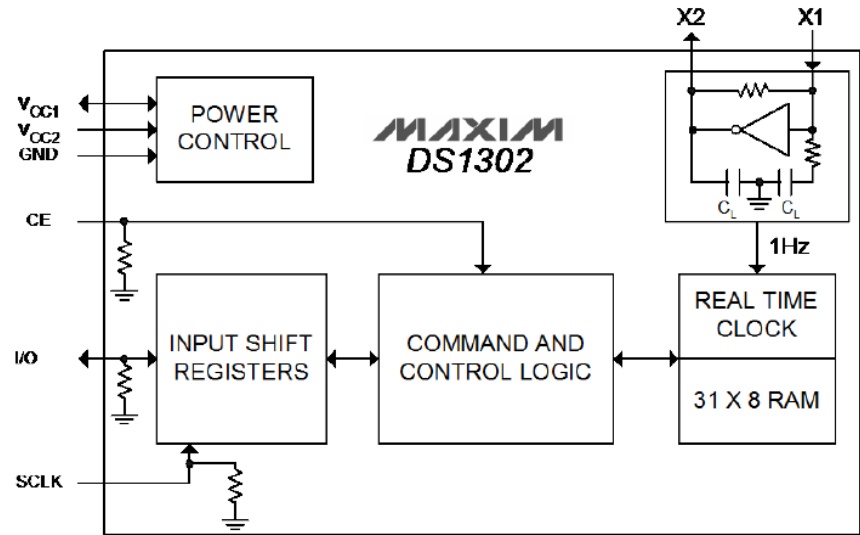 X2
X1
VCC1
VCC2
GND
POWER
CONTROL
MAXIM
DS1302
CL
CL
CE
1Hz
I/O
INPUT SHIFT
REGISTERS
COMMAND AND
CONTROL LOGIC
REAL TIME
CLOCK
31 X 8 RAM
SCLK